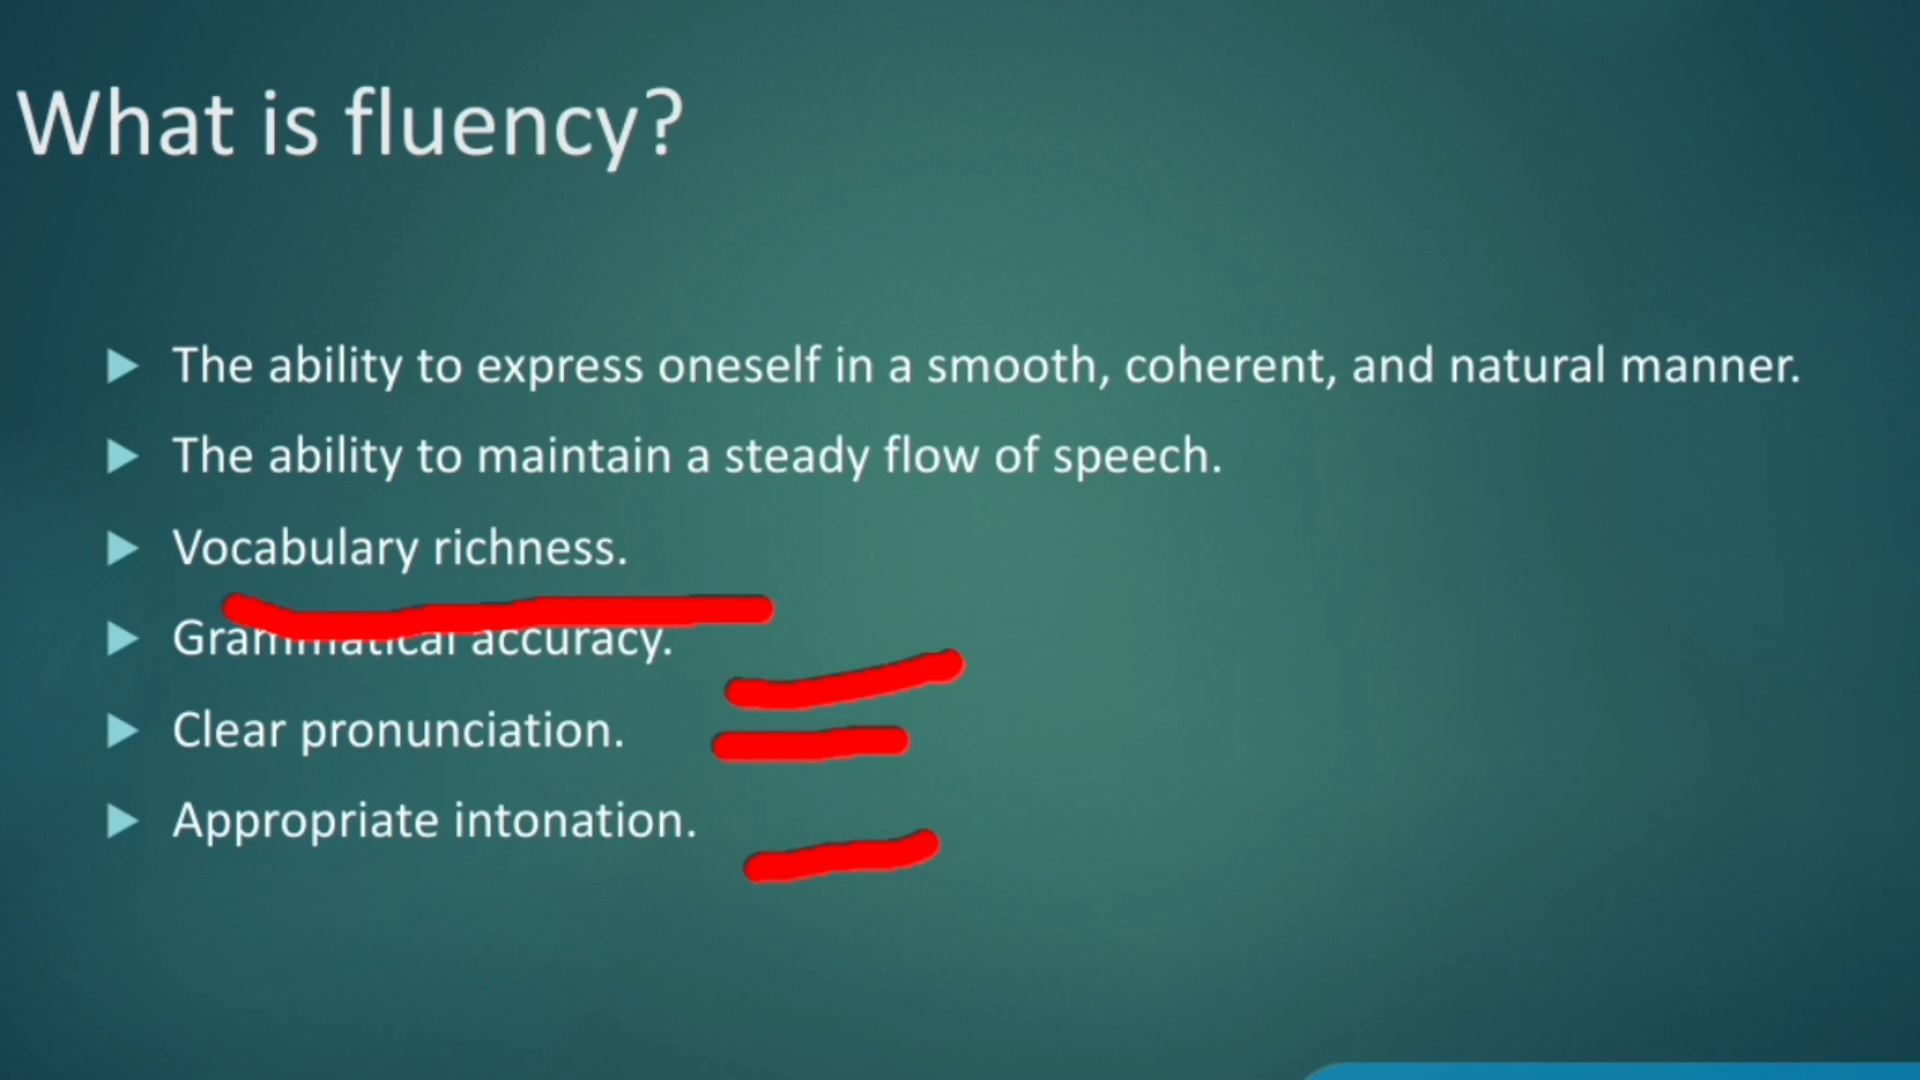 What is fluency?
The ability to express oneself in a smooth, coherent, and natural manner.
The ability to maintain a steady flow of speech.
Vocabulary richness.
Grammatical accuracy.
Clear pronunciation.
Appropriate intonation.